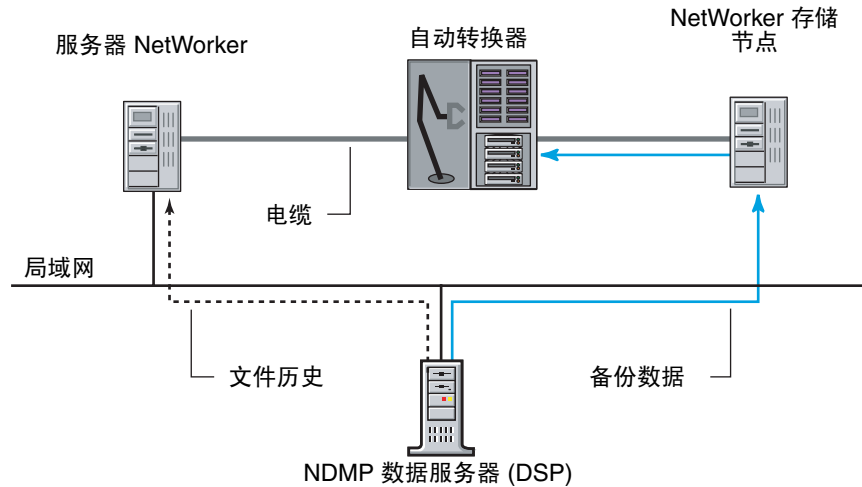 服务器 NetWorker
自动转换器
NetWorker 存储
节点
电缆
局域网
文件历史
备份数据
NDMP 数据服务器 (DSP)